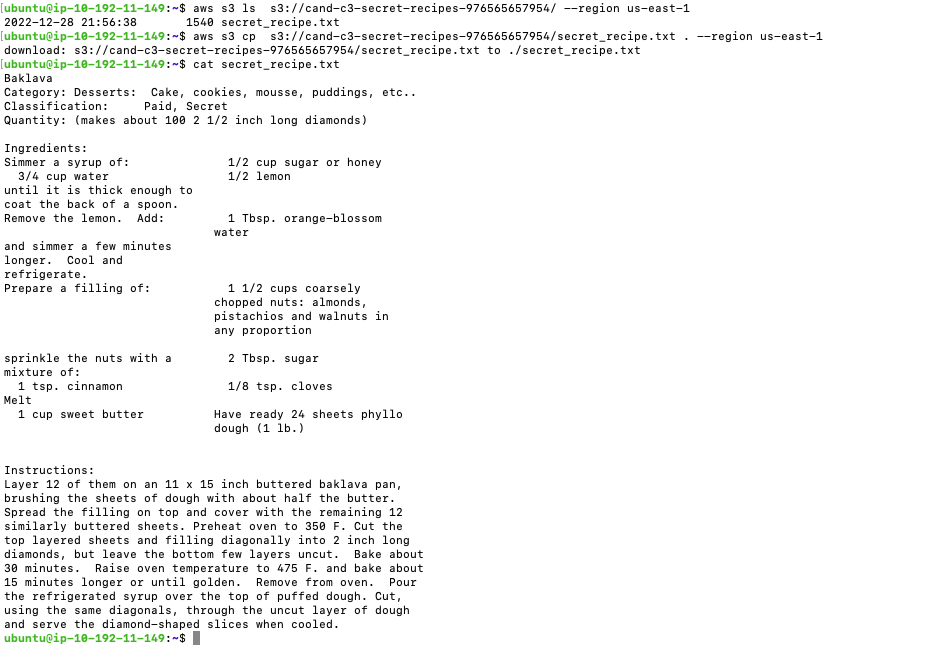 [ubuntu@ip-10-192-11-149:~$ aws s3 ls  s3://cand-c3-secret-recipes-976565657954/ --region us-east-1
2022-12-28 21:56:38       1540 secret_recipe.txt
[ubuntu@ip-10-192-11-149:~$ aws s3 cp  s3://cand-c3-secret-recipes-976565657954/secret_recipe.txt . --region us-east-1
download: s3://cand-c3-secret-recipes-976565657954/secret_recipe.txt to ./secret_recipe.txt
[ubuntu@ip-10-192-11-149:~$ cat secret_recipe.txt
Baklava
Category: Desserts:  Cake, cookies, mousse, puddings, etc..
Classification:     Paid, Secret
Quantity: (makes about 100 2 1/2 inch long diamonds)

Ingredients:
Simmer a syrup of:              1/2 cup sugar or honey
  3/4 cup water                 1/2 lemon
until it is thick enough to
coat the back of a spoon.
Remove the lemon.  Add:         1 Tbsp. orange-blossom
                              water
and simmer a few minutes
longer.  Cool and
refrigerate.
Prepare a filling of:           1 1/2 cups coarsely
                              chopped nuts: almonds,
                              pistachios and walnuts in
                              any proportion

sprinkle the nuts with a        2 Tbsp. sugar
mixture of:
  1 tsp. cinnamon               1/8 tsp. cloves
Melt
  1 cup sweet butter          Have ready 24 sheets phyllo
                              dough (1 lb.)

Instructions:
Layer 12 of them on an 11 x 15 inch buttered baklava pan,
brushing the sheets of dough with about half the butter.
Spread the filling on top and cover with the remaining 12
similarly buttered sheets. Preheat oven to 350 F. Cut the
top layered sheets and filling diagonally into 2 inch long
diamonds, but leave the bottom few layers uncut.  Bake about
30 minutes.  Raise oven temperature to 475 F. and bake about
15 minutes longer or until golden.  Remove from oven.  Pour
the refrigerated syrup over the top of puffed dough. Cut,
using the same diagonals, through the uncut layer of dough
and serve the diamond-shaped slices when cooled.
ubuntu@ip-10-192-11-149:~$